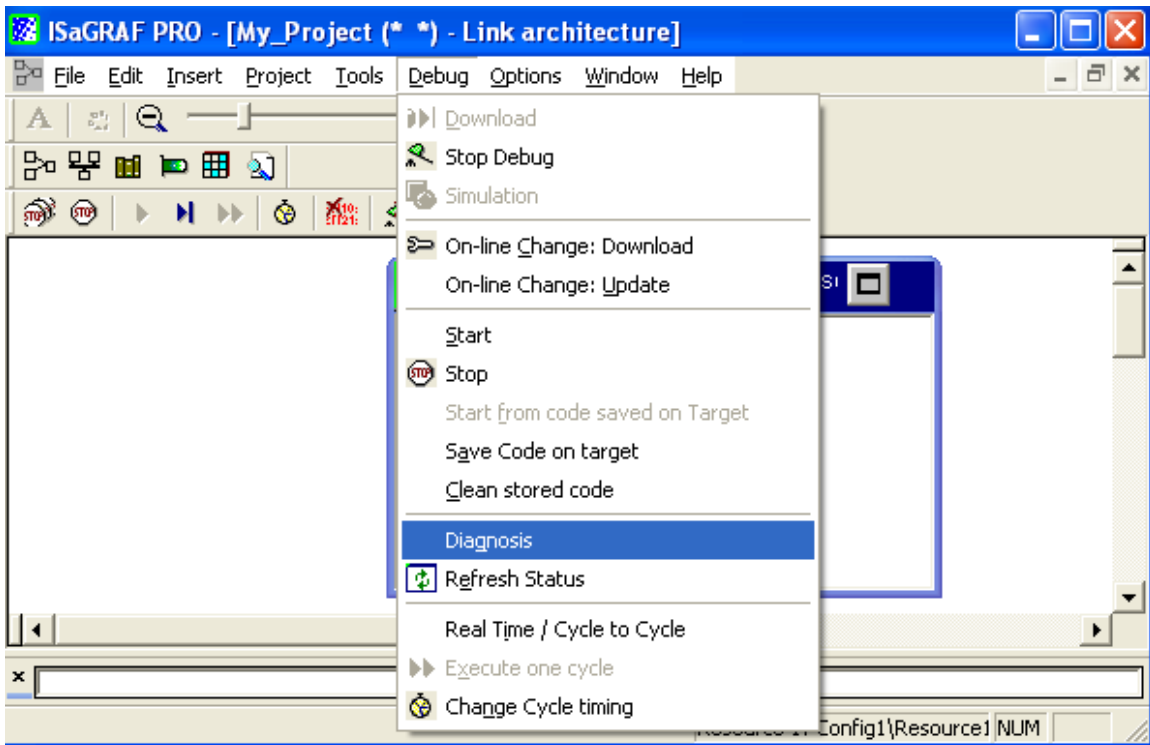 ISaGRAF PRO - [My_Project (* *) - Link architecture]
File Edit Insert Project Tools Debug Options Window Help
A
Download
Stop Debug
Simulation
STOP STOP
On-line Change: Download
On-line Change: Update
Start
STOP Stop
Start from code saved on Target
Save Code on target
Clean stored code
Diagnosis
Refresh Status
Real Time / Cycle to Cycle
Execute one cycle
Change Cycle timing
Config1\Resource1 NUM